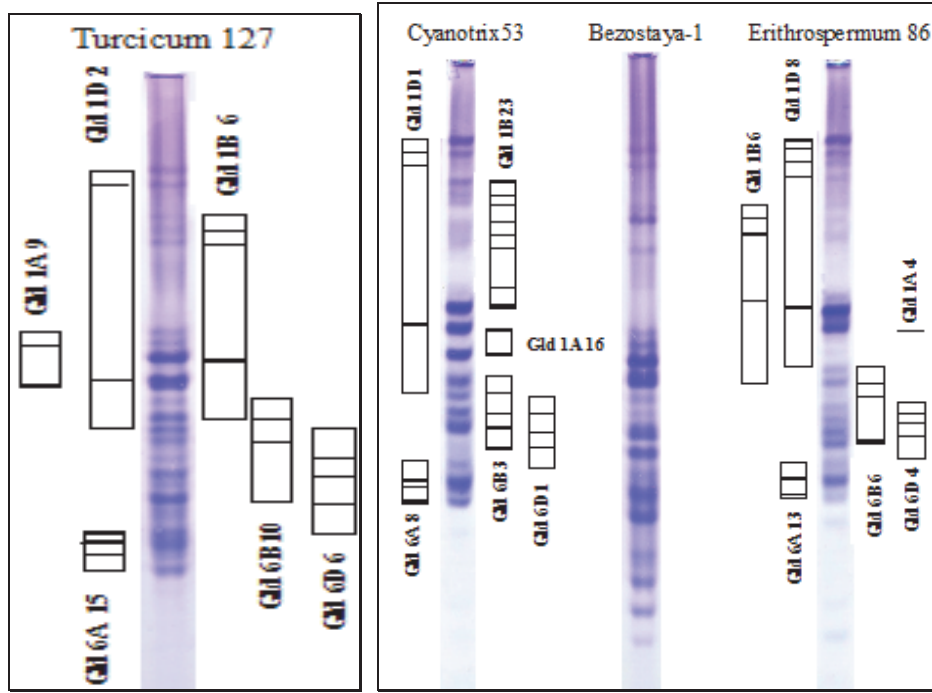 Turcicum 127
Gld 1A 9
Gld 1D 2
Gld 1B 6
Gld 6A 15
Gld 6B 10
Gld 6D 6
Cyanotrix 53
Bezostaya-1
Erithrospermum 86
Gld 1D1
Gld 1B 23
Gld 1A 16
Gld 6A 8
Gld 6B 3
Gld 6D 1
Gld 1B 6
Gld 1D 8
Gld 1A 4
Gld 6A 13
Gld 6B 6
Gld 6D 4